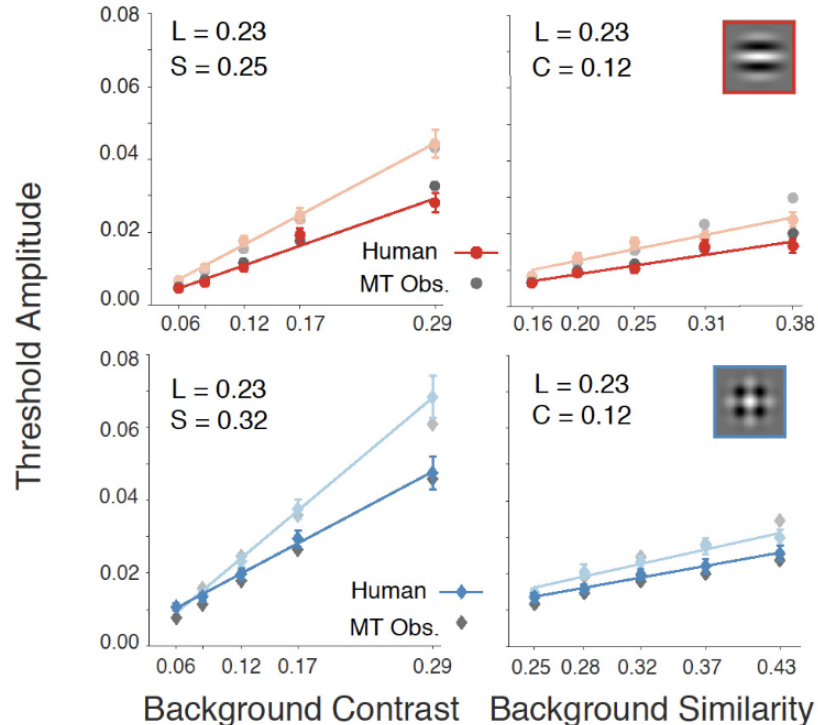 Threshold Amplitude
0.08
0.06
0.04
0.02
0.00
L = 0.23
S = 0.25
Human
MT Obs.
0.06 0.12 0.17 0.29
L = 0.23
C = 0.12
0.16 0.20 0.25 0.31 0.38
0.08
0.06
0.04
0.02
0.00
L = 0.23
S = 0.32
Human
MT Obs.
0.06 0.12 0.17 0.29
L = 0.23
C = 0.12
0.25 0.28 0.32 0.37 0.43
Background Contrast
Background Similarity